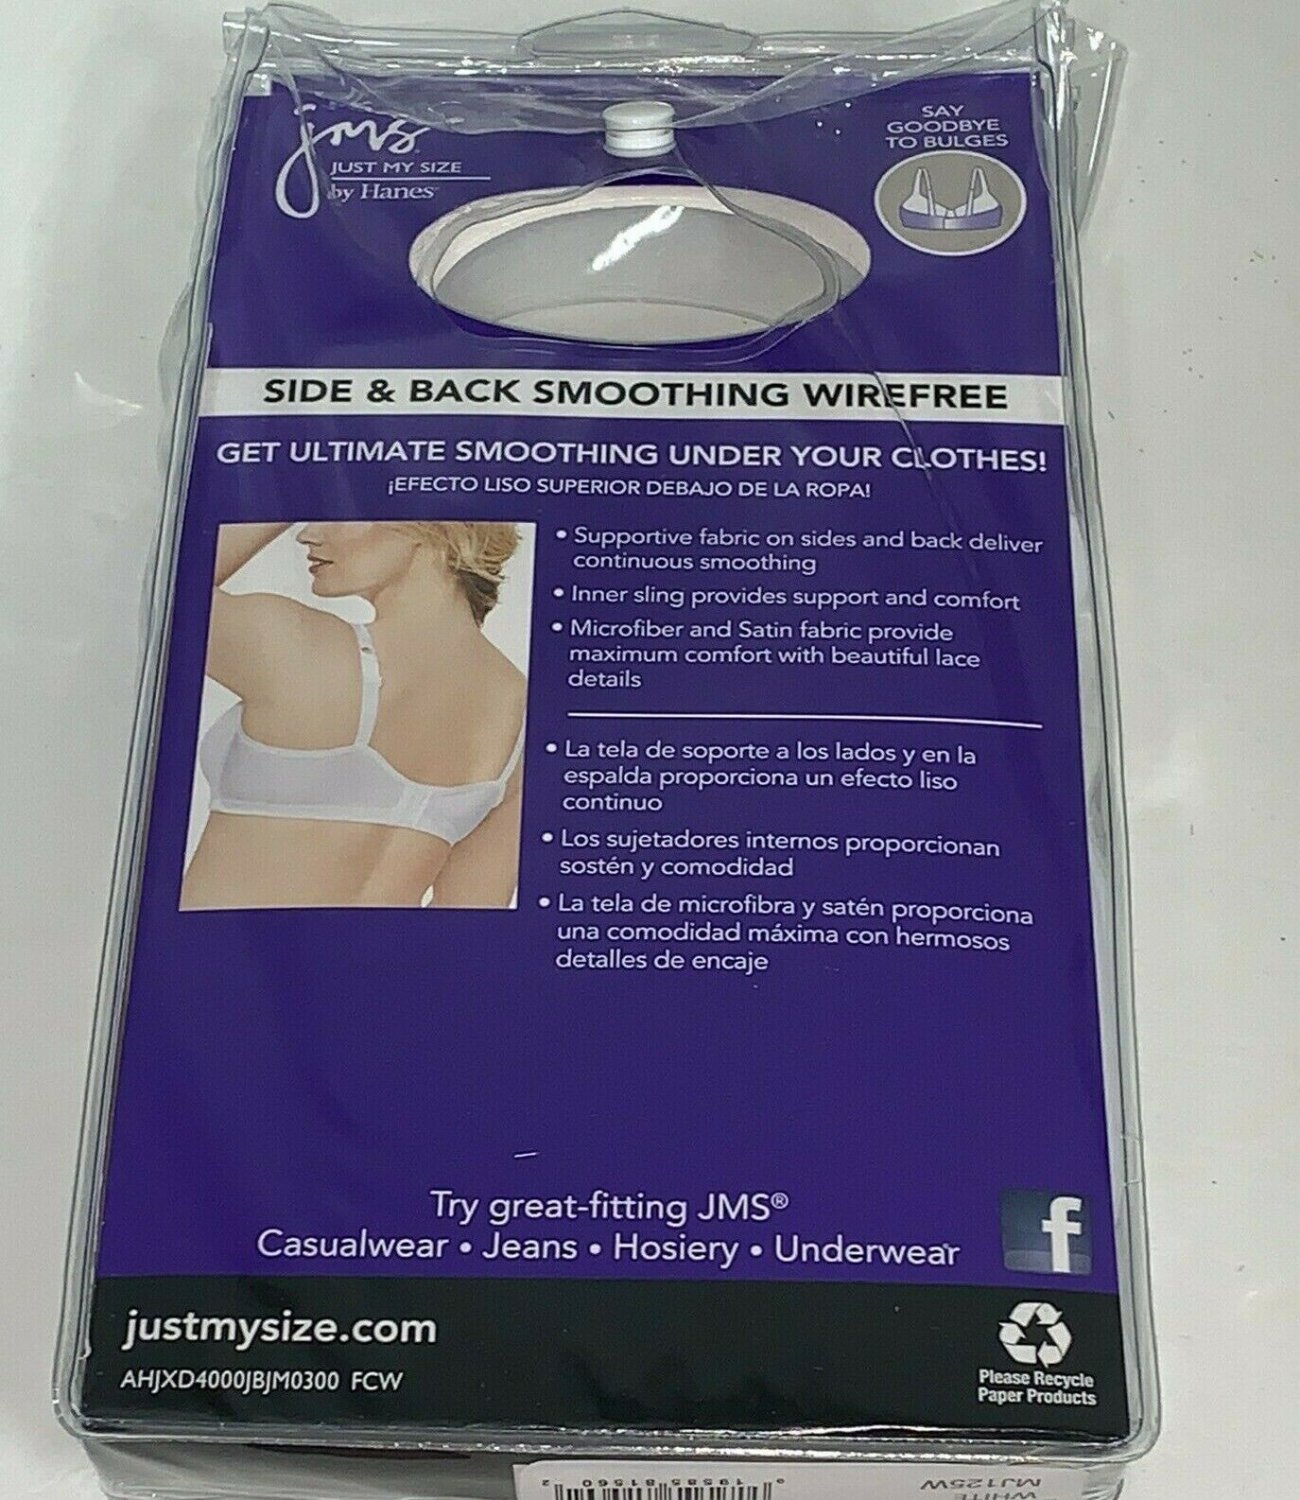 jms
JUST MY SIZE
by Hanes
SAY
GOODBYE
TO BULGES
SIDE & BACK SMOOTHING WIREFREE
GET ULTIMATE SMOOTHING UNDER YOUR CLOTHES!
¡EFECTO LISO SUPERIOR DEBAJO DE LA ROPA!
• Supportive fabric on sides and back deliver
continuous smoothing
• Inner sling provides support and comfort
• Microfiber and Satin fabric provide
maximum comfort with beautiful lace
details
• La tela de soporte a los lados y en la
espalda proporciona un efecto liso
continuo
• Los sujetadores internos proporcionan
sostén y comodidad
• La tela de microfibra y satén proporciona
una comodidad máxima con hermosos
detalles de encaje
Try great-fitting JMS®
Casualwear • Jeans • Hosiery • Underwear
f
justmysize.com
AHJXD4000JBJM0300 FCW
Please Recycle
Paper Products
MJ125W
WHITE